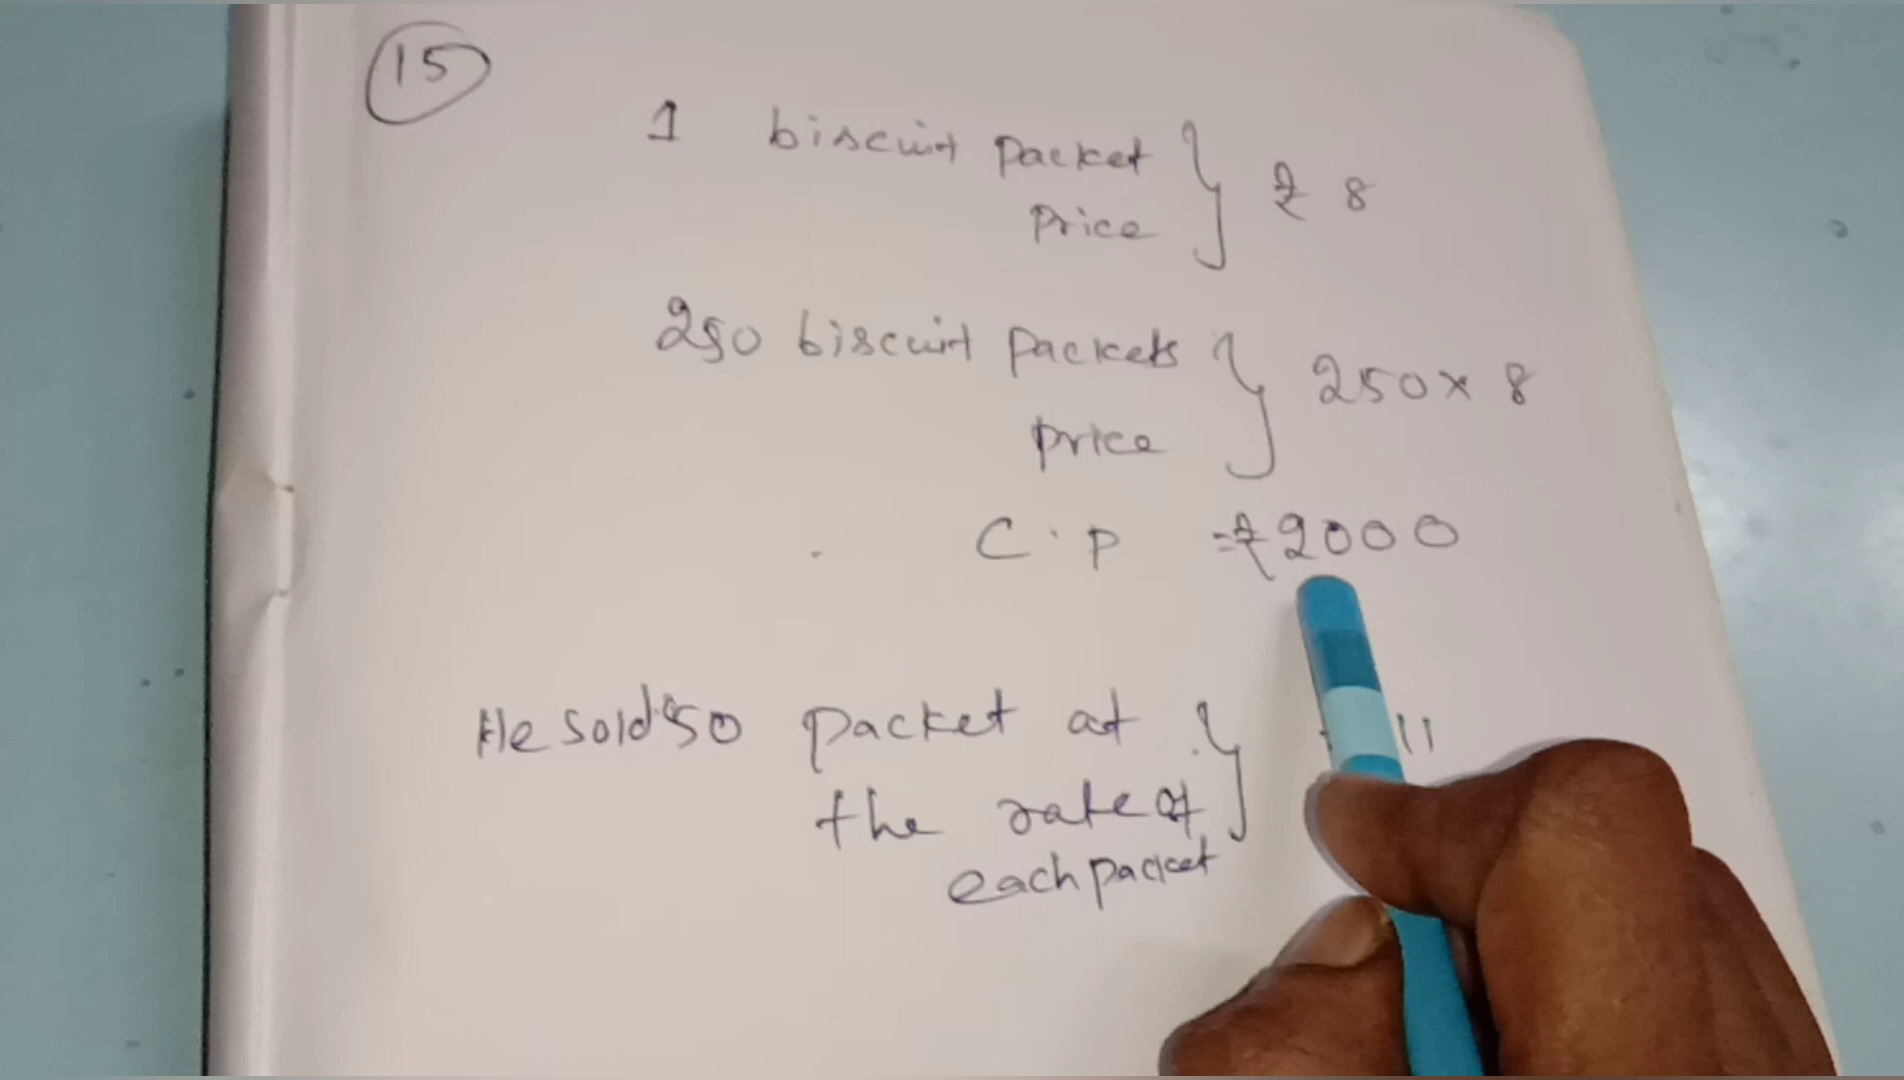 15
1 biscuit packet
price } ₹ 8
250 biscuit packets
price } 250 x 8
C.P = ₹2000
He sold 50 packet at
the rate of } 11
each packet